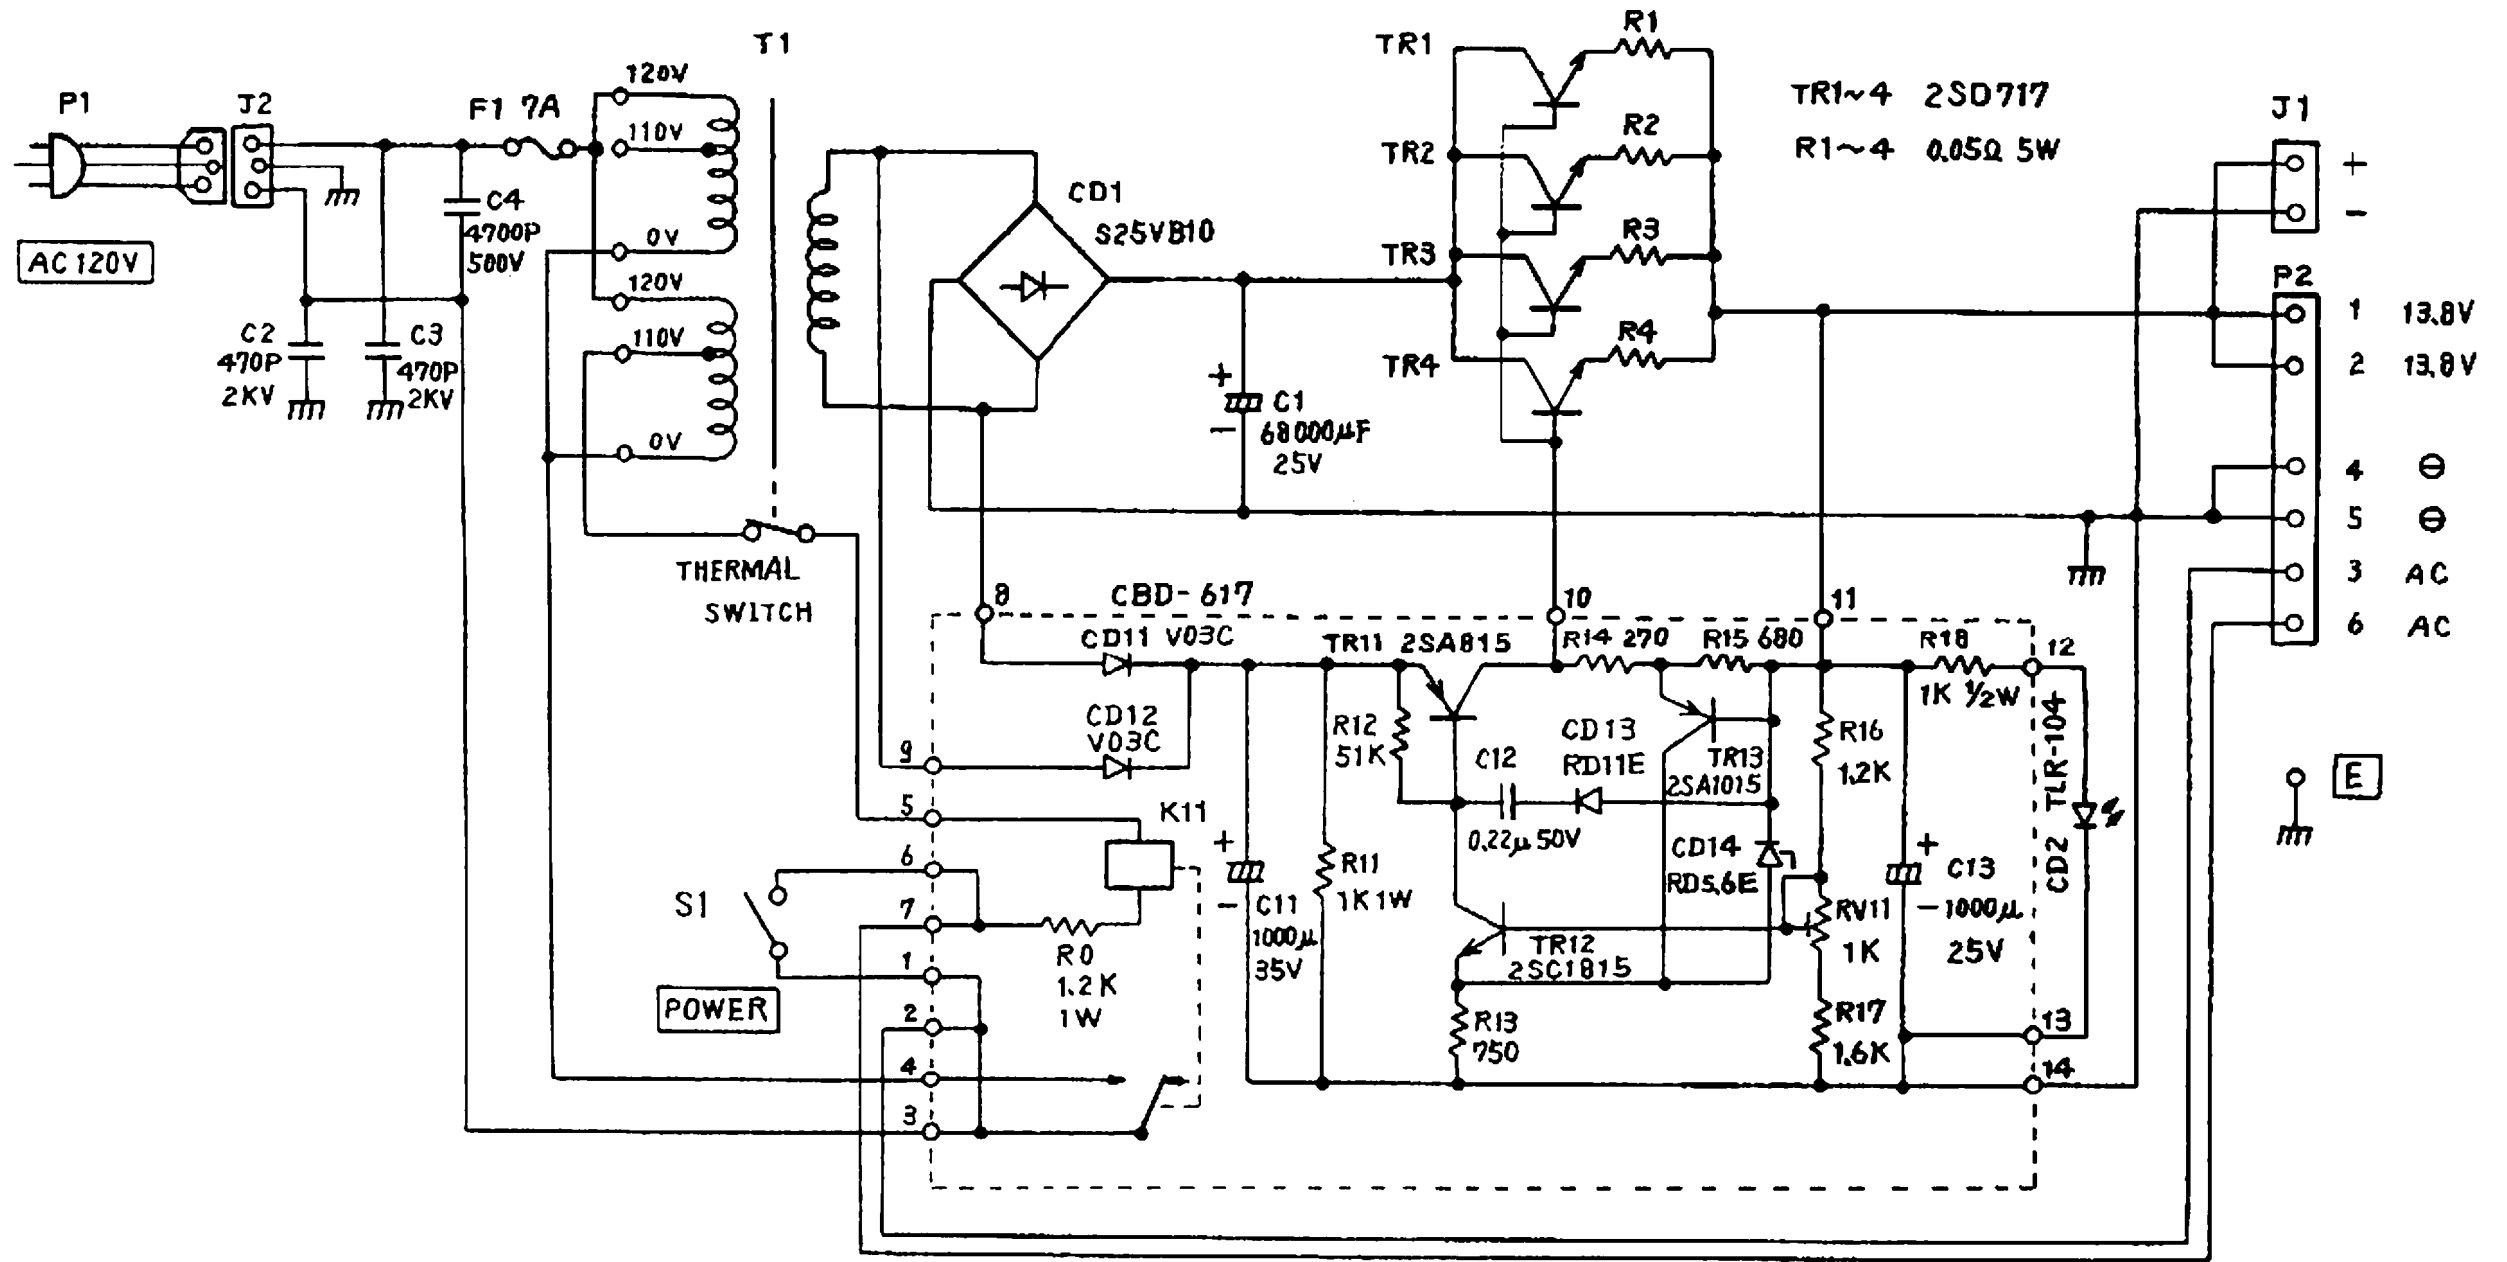 P1
J2
AC 120V
F1 7A
C4
4700P
500V
C2
470P
2KV
C3
470P
2KV
T1
120V
110V
0V
120V
110V
0V
THERMAL
SWITCH
CD1
S25VB10
+
C1
-
68000μF
25V
TR1
R1
TR2
R2
TR3
R3
TR4
R4
TR1~4 2SD717
R1~4 0.05Ω 5W
J1
+
-
P2
1 13.8V
2 13.8V
4 ⊖
5 ⊖
3 AC
6 AC
E
CBD-617
8
10
11
CD11 V03C
CD12
V03C
9
5
6
7
1
2
4
3
K11
S1
POWER
R0
1.2K
1W
+
- C11
1000μ
35V
R11
1K 1W
TR11 2SA815
R12
51K
C12
0.22μ 50V
CD13
RD11E
R14 270
R15 680
TR13
2SA1015
CD14
RD5.6E
TR12
2SC1815
R13
750
R16
1.2K
RV11
1K
R17
1.6K
R18
1K ½W
+
C13
- 1000μ
25V
12
CD2 TLR-104
13
14